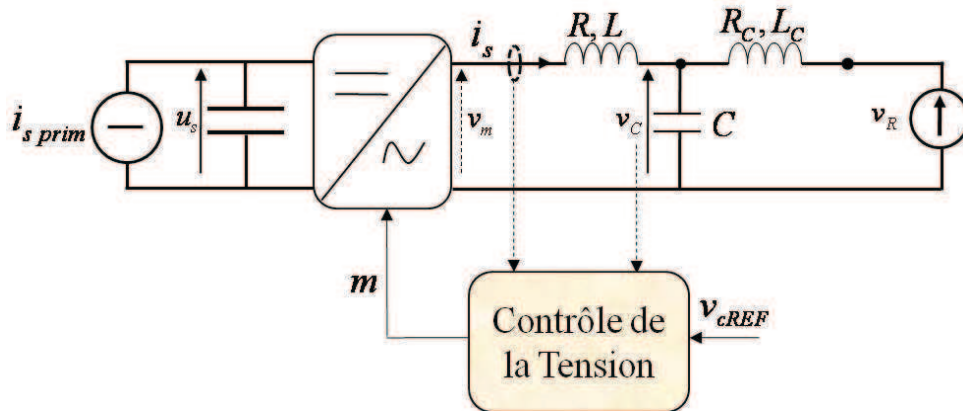 i_s
R, L
R_C, L_C
i_s prim
u_s
v_m
v_C
C
v_R
m
Contrôle de
la Tension
v_cREF